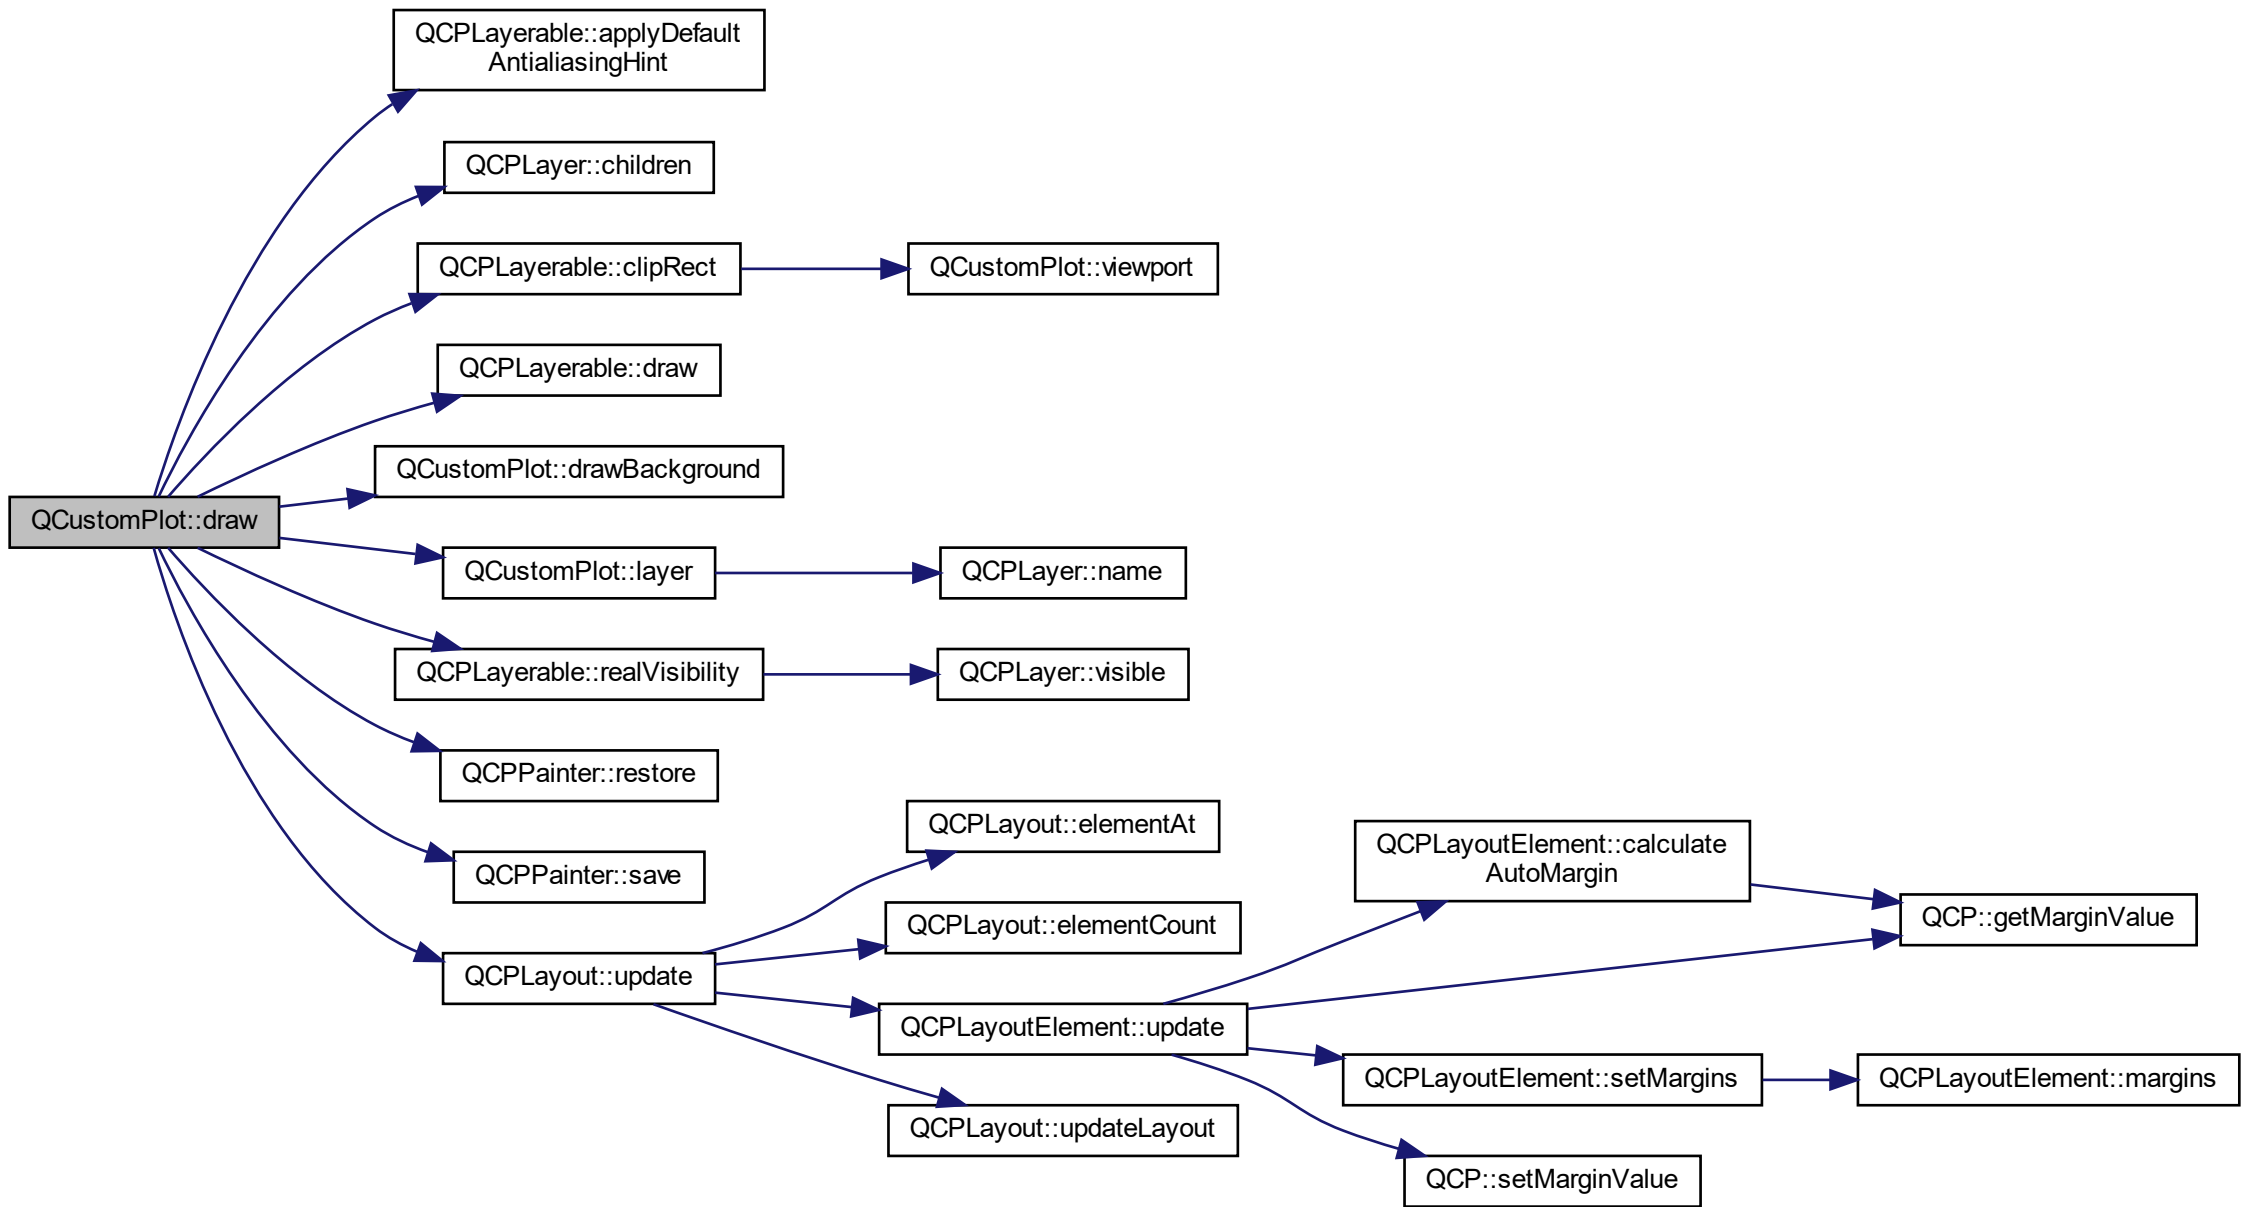 QCPLayerable::applyDefault
AntialiasingHint
QCPLayer::children
QCPLayerable::clipRect
QCustomPlot::viewport
QCPLayerable::draw
QCustomPlot::drawBackground
QCustomPlot::draw
QCustomPlot::layer
QCPLayer::name
QCPLayerable::realVisibility
QCPLayer::visible
QCPPainter::restore
QCPPainter::save
QCPLayout::update
QCPLayout::elementAt
QCPLayout::elementCount
QCPLayoutElement::update
QCPLayout::updateLayout
QCPLayoutElement::calculate
AutoMargin
QCP::getMarginValue
QCPLayoutElement::setMargins
QCPLayoutElement::margins
QCP::setMarginValue